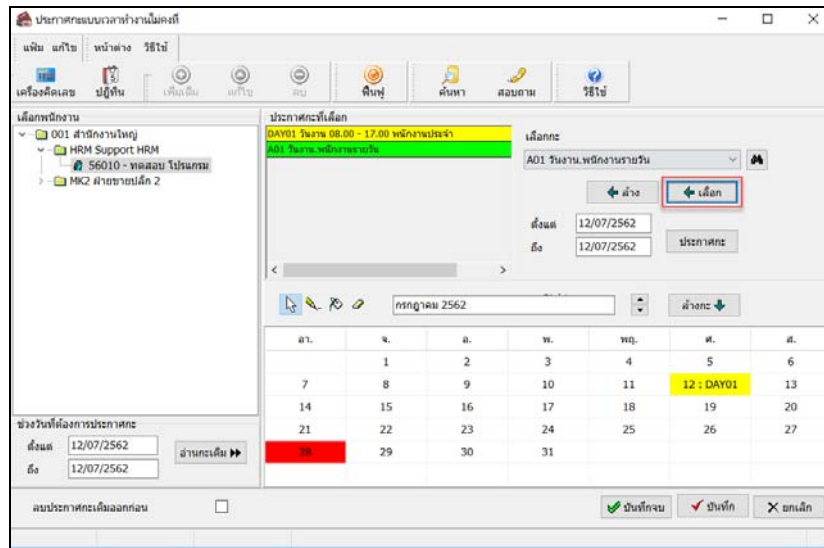 ประกาศกะแบบเวลาทำงานไม่คงที่
แฟ้ม แก้ไข หน้าต่าง วิธีใช้
เครื่องคิดเลข ปฏิทิน เพิ่มเติม แก้ไข ลบ ฟื้นฟู ค้นหา สอบถาม วิธีใช้
เลือกพนักงาน
001 สำนักงานใหญ่
HRM Support HRM
56010 - ทดสอบ โปรแกรม
MK2 ฝ่ายขายปลีก 2
ประกาศกะที่เลือก
DAY01 วันงาน 08.00 - 17.00 พนักงานประจำ
A01 วันงาน.พนักงานรายวัน
เลือกกะ
A01 วันงาน.พนักงานรายวัน
ล้าง เลือก
ตั้งแต่ 12/07/2562
ถึง 12/07/2562 ประกาศกะ
กรกฎาคม 2562 ล้างกะ
อา. จ. อ. พ. พฤ. ศ. ส.
1 2 3 4 5 6
7 8 9 10 11 12 : DAY01 13
14 15 16 17 18 19 20
21 22 23 24 25 26 27
28 29 30 31
ช่วงวันที่ต้องการประกาศกะ
ตั้งแต่ 12/07/2562
อ่านกะเดิม
ถึง 12/07/2562
ลบประกาศกะเดิมออกก่อน บันทึกจบ บันทึก ยกเลิก